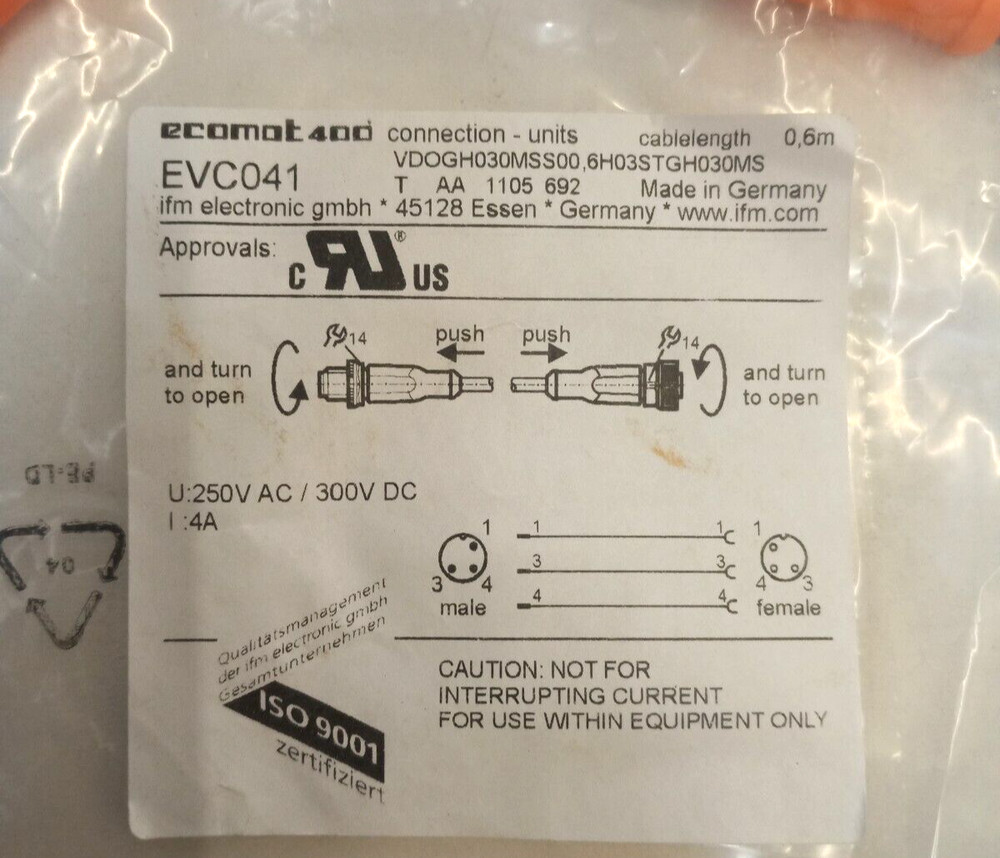 ecomat 400 connection - units cablelength 0,6m
EVC041 VDOGH030MSS00,6H03STGH030MS
T AA 1105 692 Made in Germany
ifm electronic gmbh * 45128 Essen * Germany * www.ifm.com
Approvals: C RU ® US
14 push push 14
and turn
to open
and turn
to open
U:250V AC / 300V DC
I :4A
1 1 1 1
3 3
3 4 4 3
4 4
male female
PE-LD
04
Qualitätsmanagement
der ifm electronic gmbh
Gesamtunternehmen
ISO 9001
zertifiziert
CAUTION: NOT FOR
INTERRUPTING CURRENT
FOR USE WITHIN EQUIPMENT ONLY